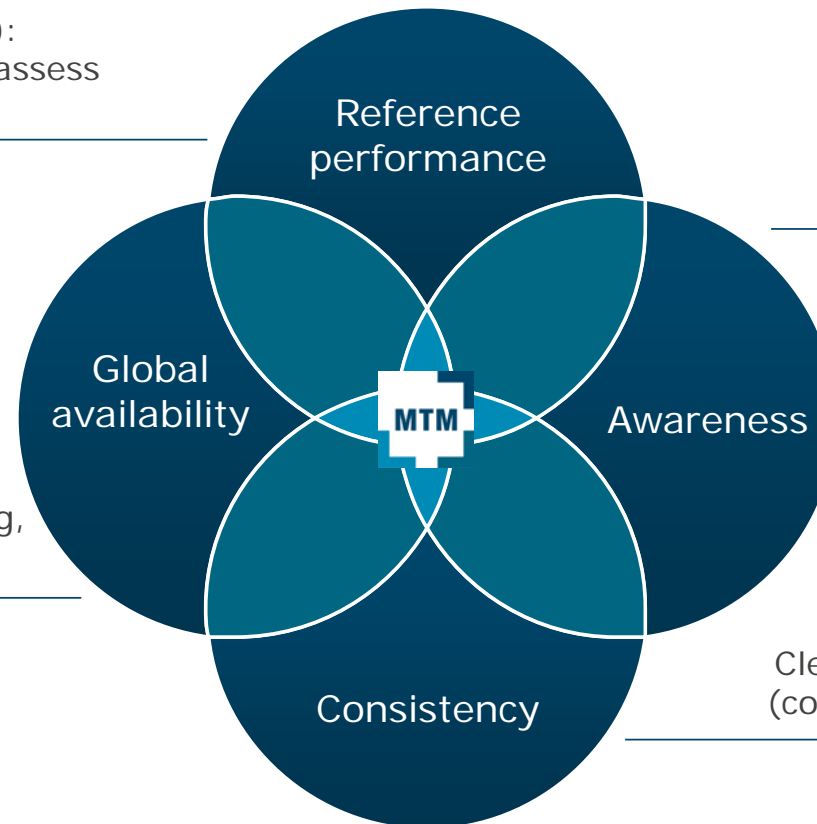 ):
assess
Reference
performance
Global
availability
MTM
Awareness
g,
Consistency
Cle
(co